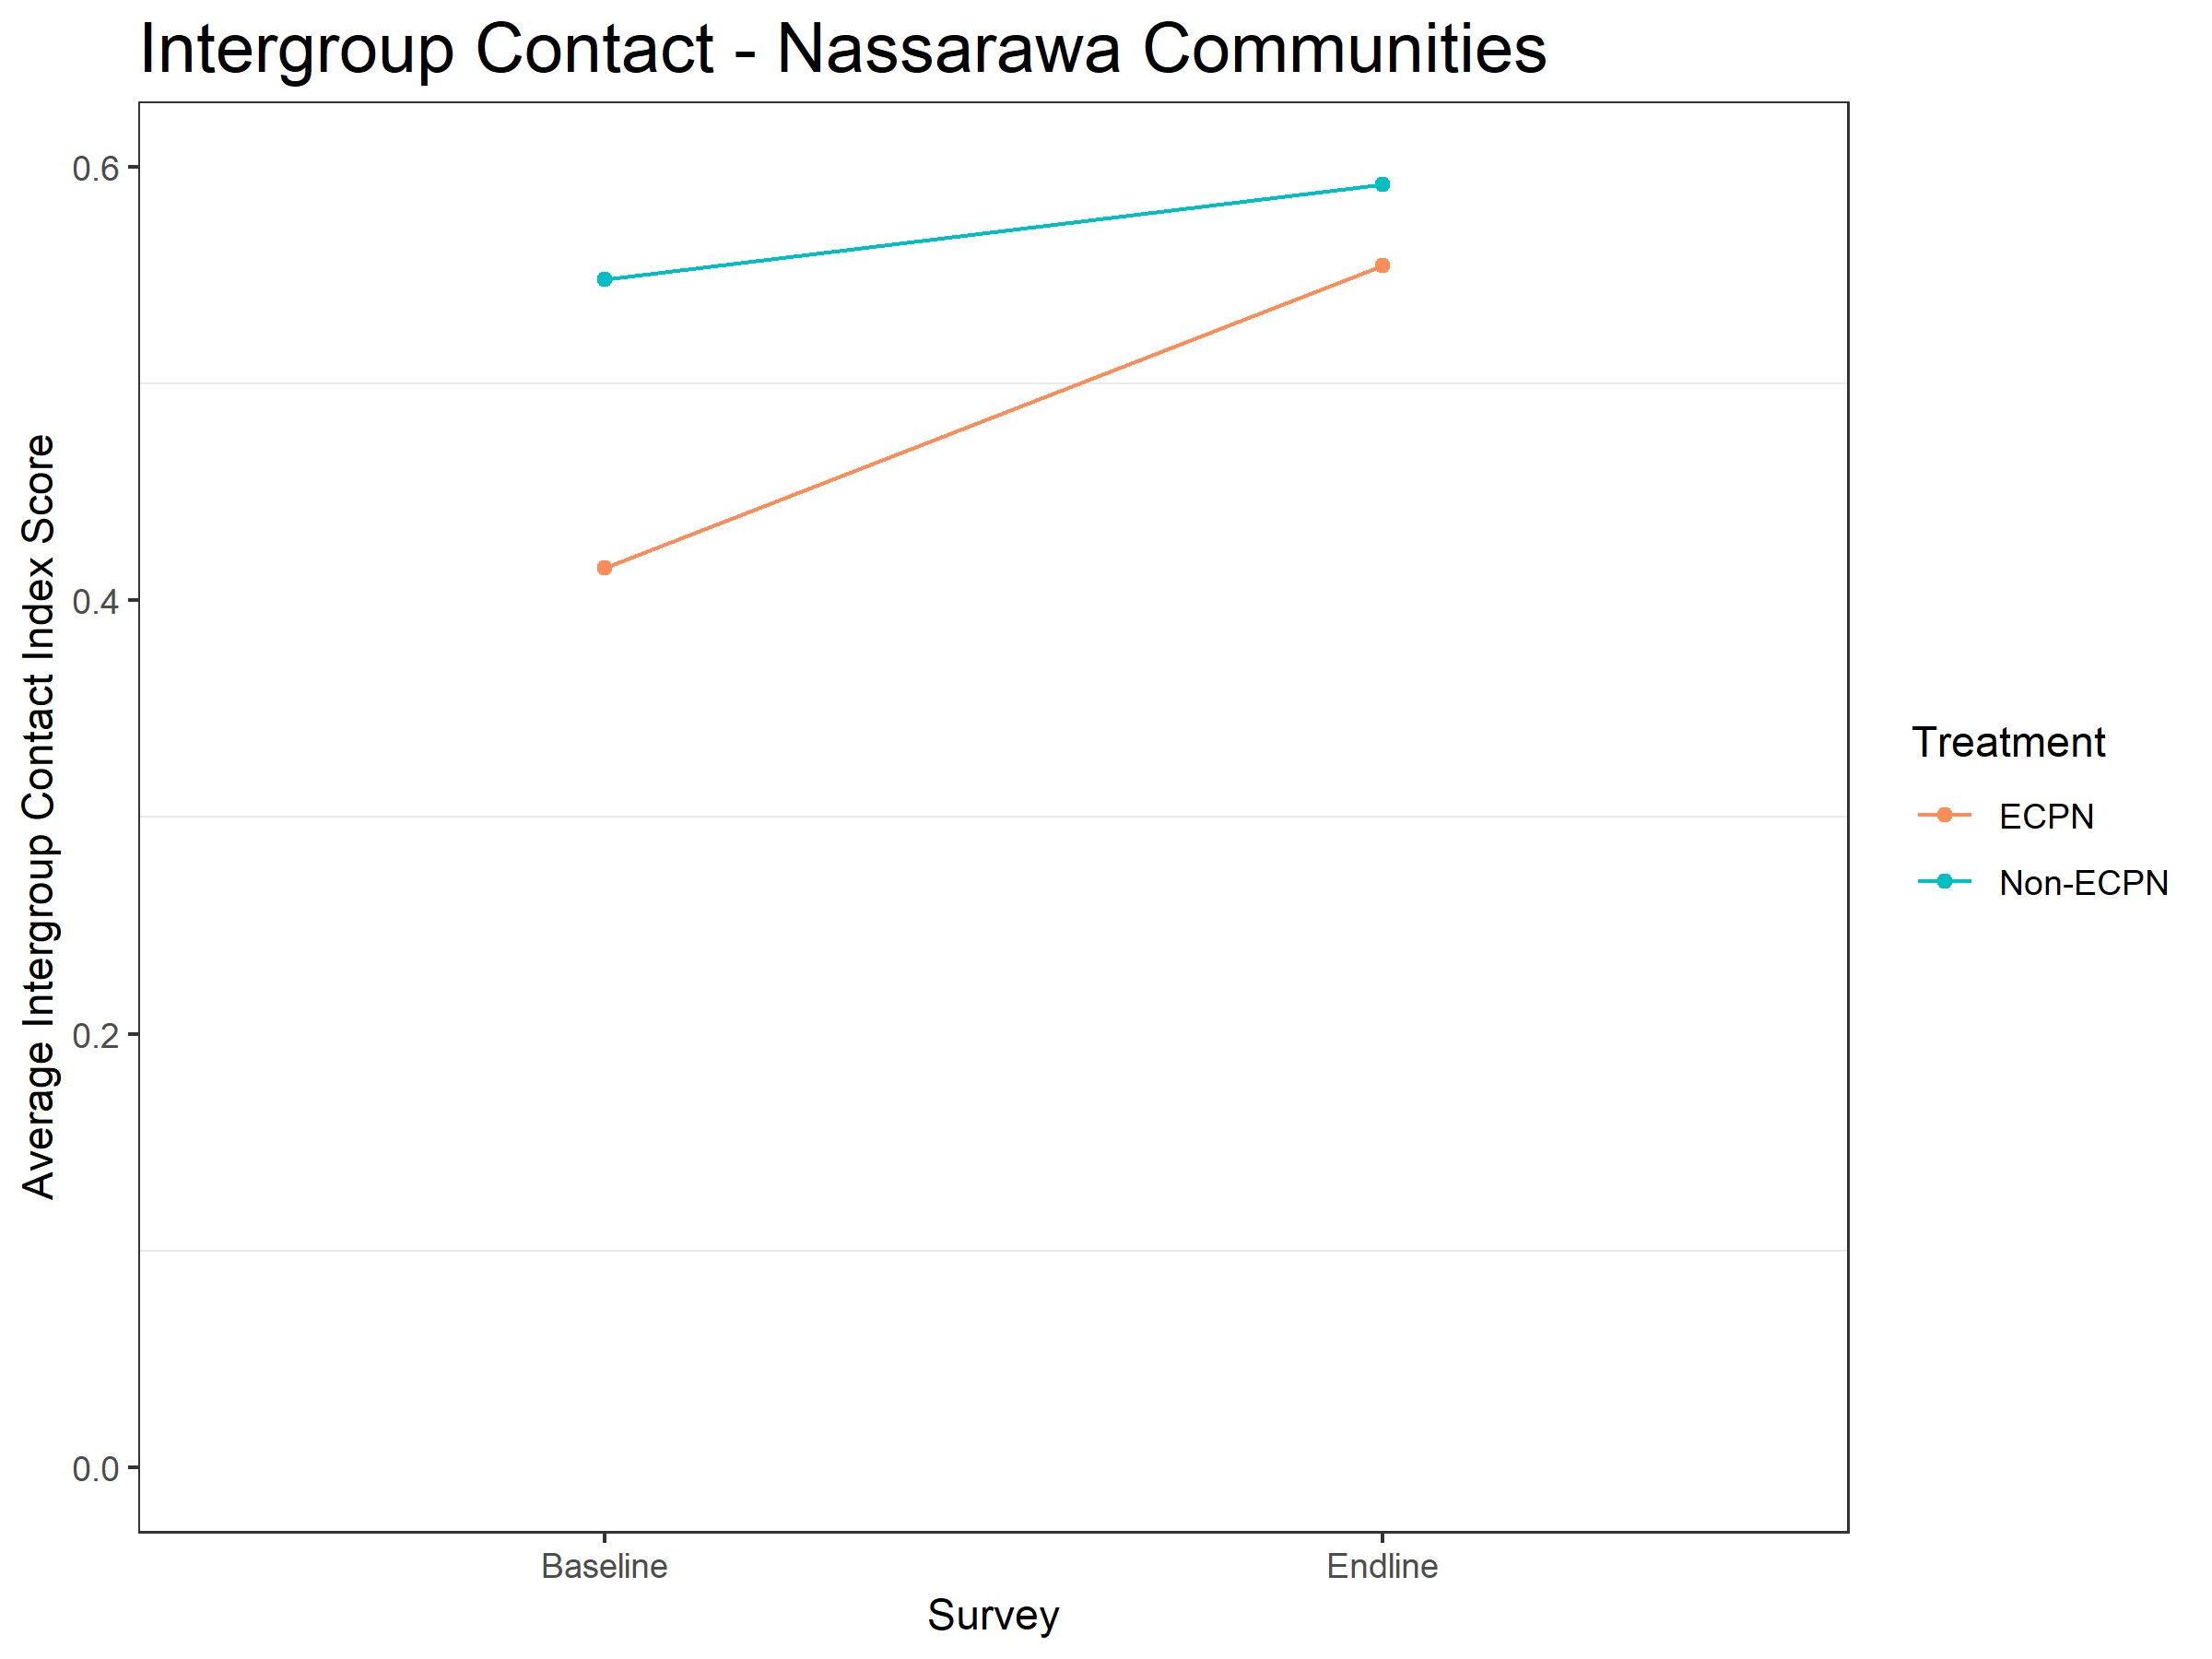 Intergroup Contact - Nassarawa Communities
Average Intergroup Contact Index Score
0.6
0.4
0.2
0.0
Baseline
Endline
Survey
Treatment
ECPN
Non-ECPN